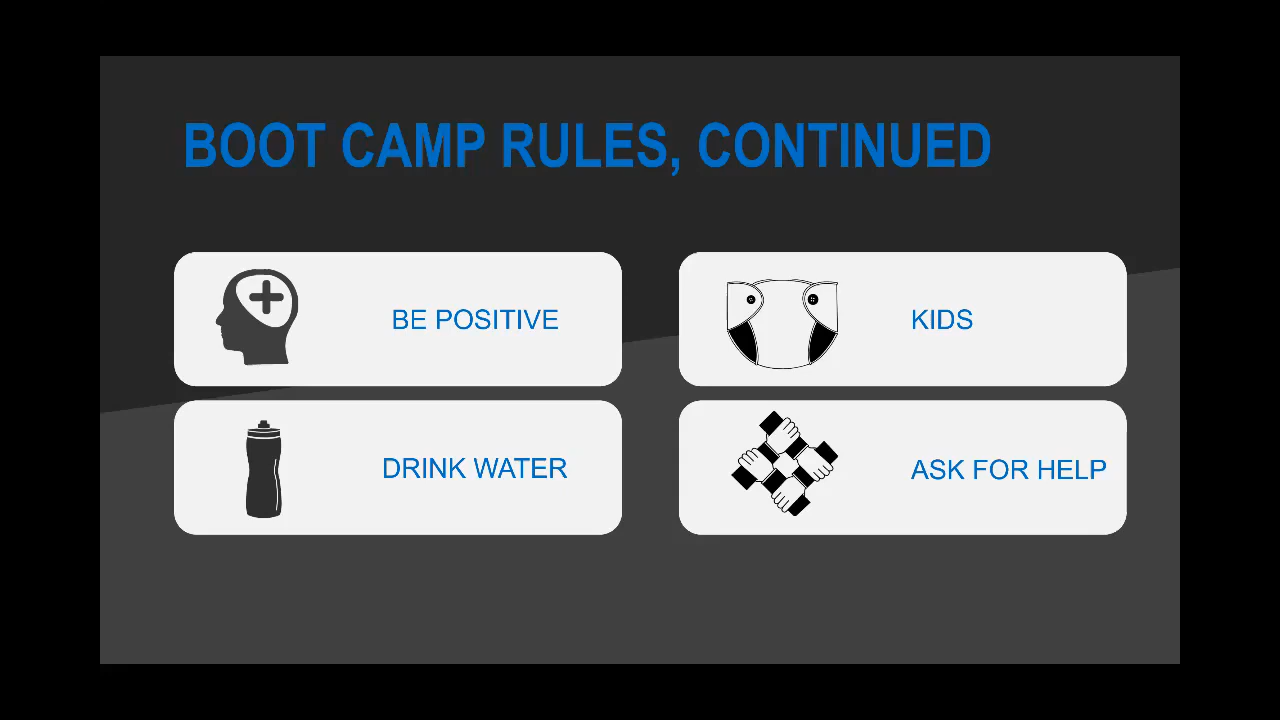 BOOT CAMP RULES, CONTINUED
BE POSITIVE
KIDS
DRINK WATER
ASK FOR HELP